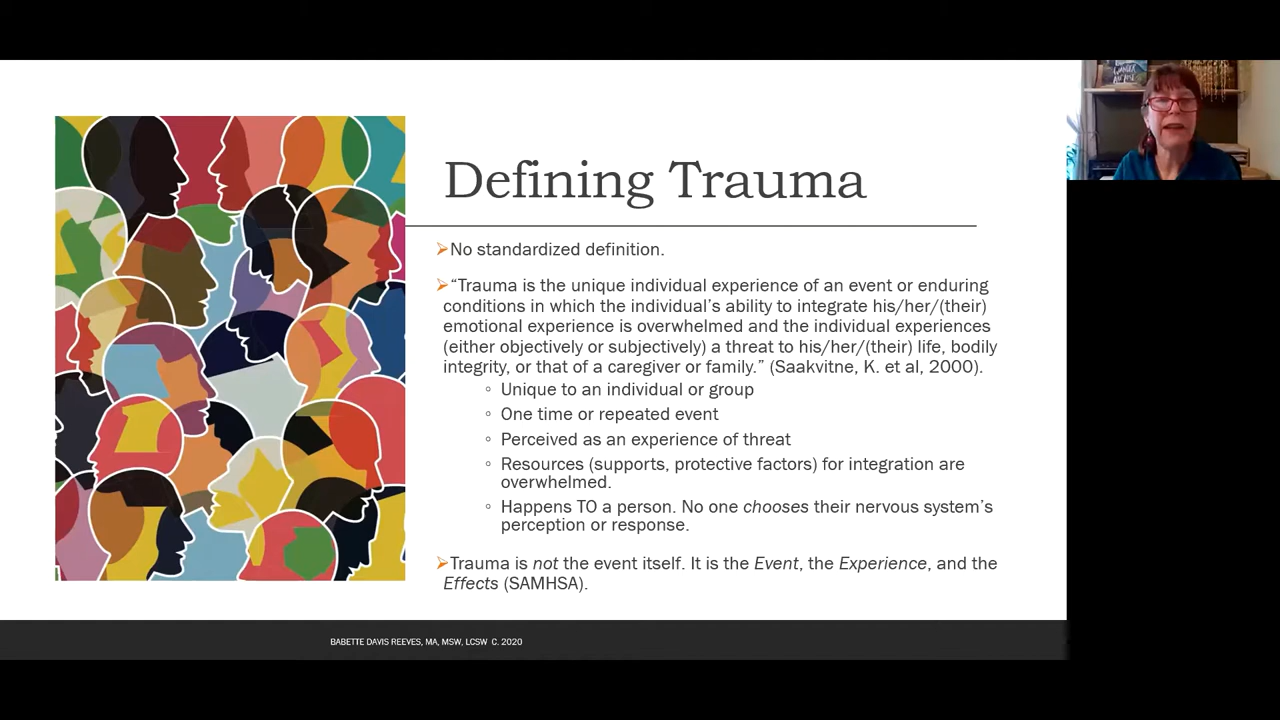 Defining Trauma
➢No standardized definition.
➢“Trauma is the unique individual experience of an event or enduring
conditions in which the individual’s ability to integrate his/her/(their)
emotional experience is overwhelmed and the individual experiences
(either objectively or subjectively) a threat to his/her/(their) life, bodily
integrity, or that of a caregiver or family.” (Saakvitne, K. et al, 2000).
◦ Unique to an individual or group
◦ One time or repeated event
◦ Perceived as an experience of threat
◦ Resources (supports, protective factors) for integration are
overwhelmed.
◦ Happens TO a person. No one chooses their nervous system’s
perception or response.
➢Trauma is not the event itself. It is the Event, the Experience, and the
Effects (SAMHSA).
BABETTE DAVIS REEVES, MA, MSW, LCSW C. 2020